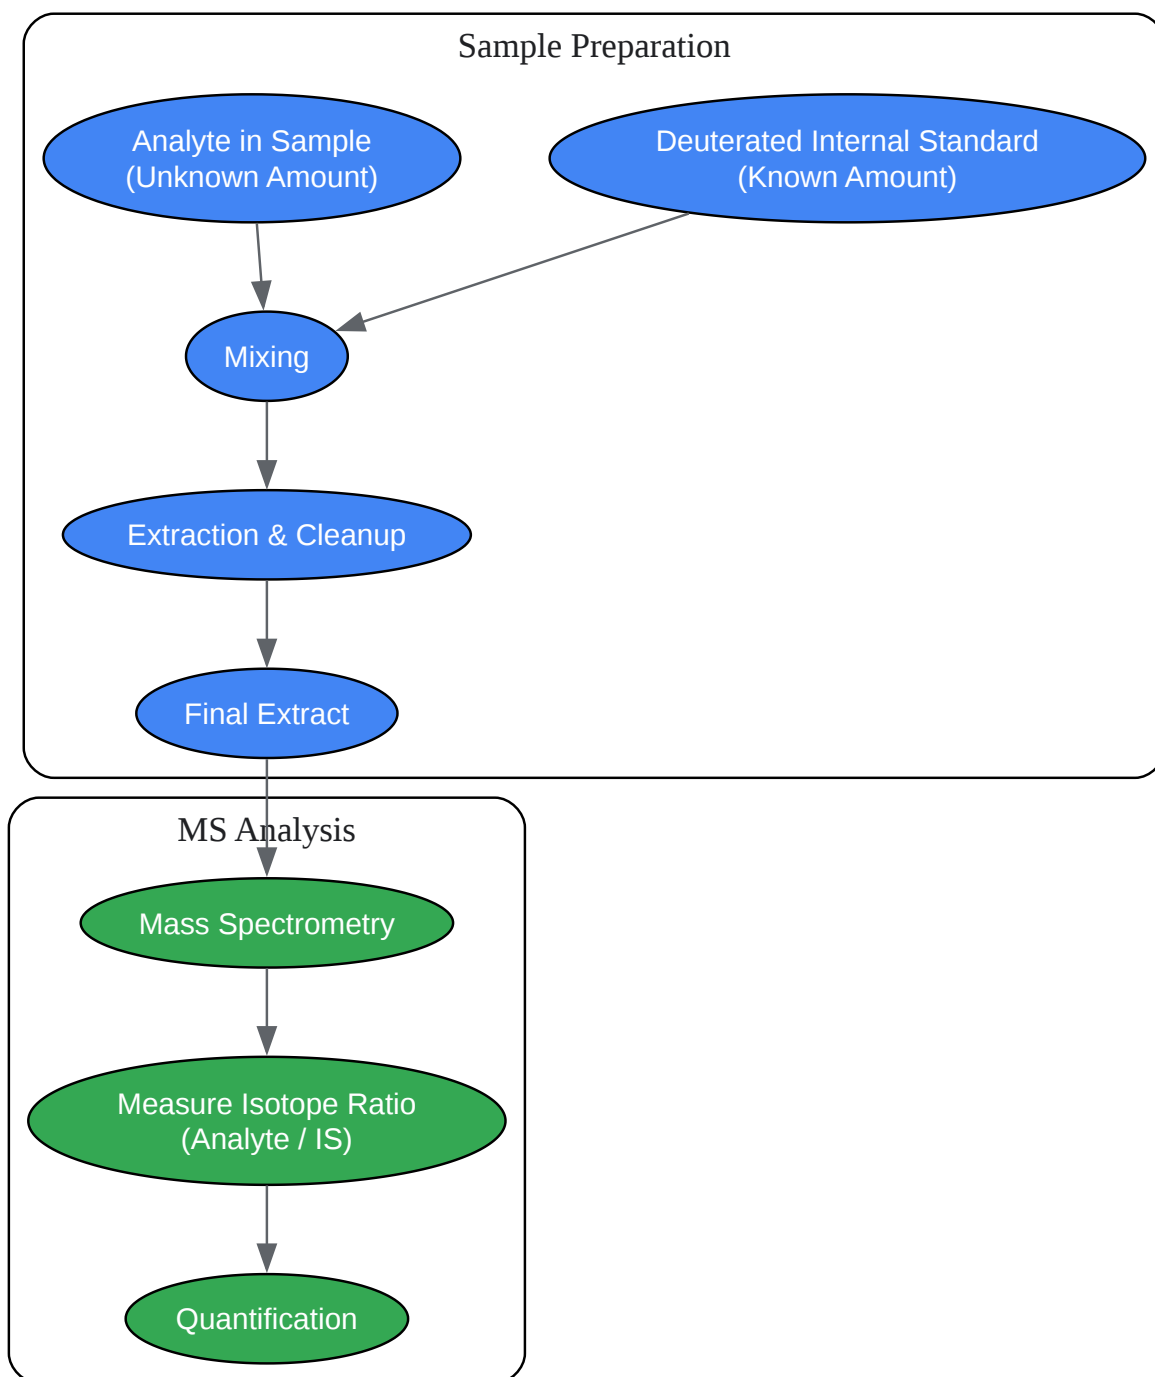 Sample Preparation
Analyte in Sample
(Unknown Amount)
Deuterated Internal Standard
(Known Amount)
Mixing
Extraction & Cleanup
Final Extract
MS Analysis
Mass Spectrometry
Measure Isotope Ratio
(Analyte / IS)
Quantification